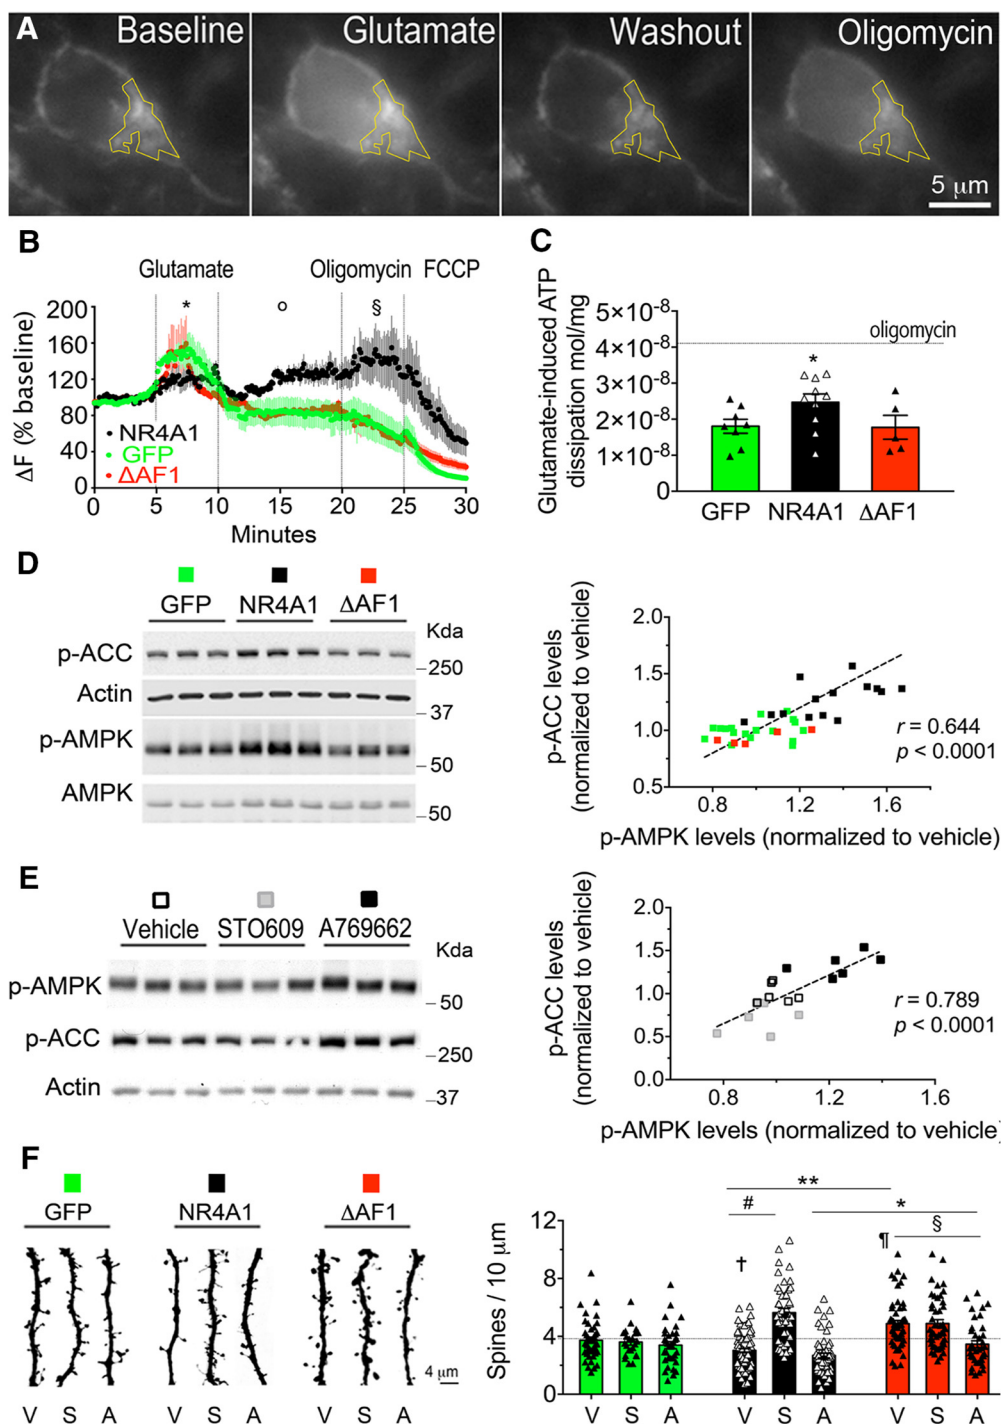 A
Baseline
Glutamate
Washout
Oligomycin
5 μm
B
Glutamate
Oligomycin
FCCP
*
o
§
ΔF (% baseline)
200
160
120
80
40
0
NR4A1
GFP
ΔAF1
0 5 10 15 20 25 30
Minutes
C
Glutamate-induced ATP
dissipation mol/mg
5×10⁻⁸
4×10⁻⁸
3×10⁻⁸
2×10⁻⁸
1×10⁻⁸
0
oligomycin
*
GFP NR4A1 ΔAF1
D
GFP NR4A1 ΔAF1
Kda
p-ACC
250
Actin
37
p-AMPK
50
AMPK
50
p-ACC levels
(normalized to vehicle)
2.0
1.5
1.0
0.5
r = 0.644
p < 0.0001
0.8 1.2 1.6
p-AMPK levels (normalized to vehicle)
E
Vehicle STO609 A769662
Kda
p-AMPK
50
p-ACC
250
Actin
37
p-ACC levels
(normalized to vehicle)
2.0
1.5
1.0
0.5
0.0
r = 0.789
p < 0.0001
0.8 1.2 1.6
p-AMPK levels (normalized to vehicle)
F
GFP NR4A1 ΔAF1
4 μm
V S A V S A V S A
Spines / 10 μm
12
8
4
0
**
#
*
§
¶
†
V S A V S A V S A